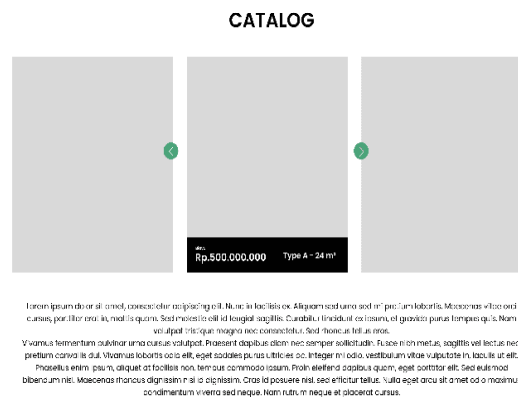 CATALOG
Rp.500.000.000
Type A - 24 m²
Lorem ipsum dolor sit amet, consectetur adipiscing elit. Nunc in facilisis ex. Aliquam sed urna sed mi pretium lobortis. Maecenas vitae orci
cursus, porttitor erat in, mattis quam. Sed molestie elit id feugiat sagittis. Curabitur tincidunt ex ipsum, et gravida purus tempus quis. Nam
volutpat tristique magna nec consectetur. Sed rhoncus tellus eros.
Vivamus fermentum pulvinar urna cursus volutpat. Praesent dapibus diam nec semper sollicitudin. Fusce nibh metus, sagittis vel lectus nec
pretium convallis dui. Vivamus lobortis odio elit, eget sodales purus ultricies ac. Integer mi odio, vestibulum vitae vulputate in, iaculis ut elit.
Phasellus enim ipsum, aliquet at facilisis non, tempus commodo ipsum. Proin eleifend dapibus quam, eget porttitor elit. Sed euismod
bibendum nisl. Maecenas rhoncus dignissim nisl id dignissim. Cras id posuere nisl, sed efficitur tellus. Nulla eget arcu sit amet od o maximu
condimentum viverra sed neque. Nam rutrum neque et placerat cursus.